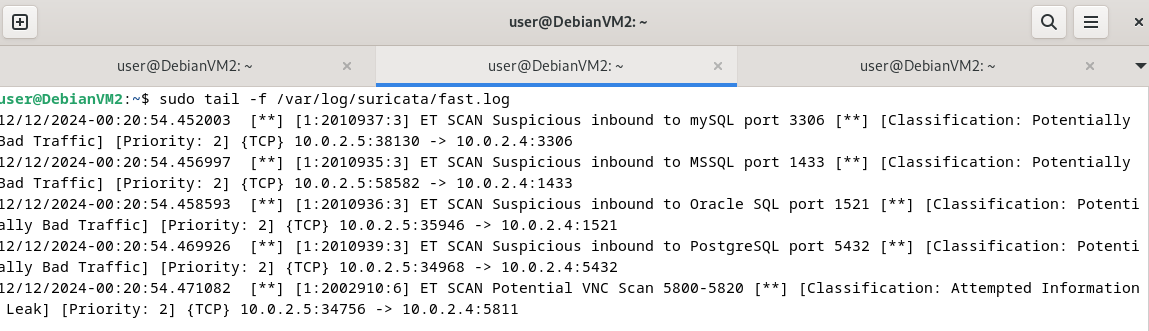 user@DebianVM2: ~
user@DebianVM2: ~ × user@DebianVM2: ~ × user@DebianVM2: ~ ×
user@DebianVM2:~$ sudo tail -f /var/log/suricata/fast.log
12/12/2024-00:20:54.452003  [**] [1:2010937:3] ET SCAN Suspicious inbound to mySQL port 3306 [**] [Classification: Potentially
Bad Traffic] [Priority: 2] {TCP} 10.0.2.5:38130 -> 10.0.2.4:3306
12/12/2024-00:20:54.456997  [**] [1:2010935:3] ET SCAN Suspicious inbound to MSSQL port 1433 [**] [Classification: Potentially
Bad Traffic] [Priority: 2] {TCP} 10.0.2.5:58582 -> 10.0.2.4:1433
12/12/2024-00:20:54.458593  [**] [1:2010936:3] ET SCAN Suspicious inbound to Oracle SQL port 1521 [**] [Classification: Potenti
ally Bad Traffic] [Priority: 2] {TCP} 10.0.2.5:35946 -> 10.0.2.4:1521
12/12/2024-00:20:54.469926  [**] [1:2010939:3] ET SCAN Suspicious inbound to PostgreSQL port 5432 [**] [Classification: Potenti
ally Bad Traffic] [Priority: 2] {TCP} 10.0.2.5:34968 -> 10.0.2.4:5432
12/12/2024-00:20:54.471082  [**] [1:2002910:6] ET SCAN Potential VNC Scan 5800-5820 [**] [Classification: Attempted Information
 Leak] [Priority: 2] {TCP} 10.0.2.5:34756 -> 10.0.2.4:5811